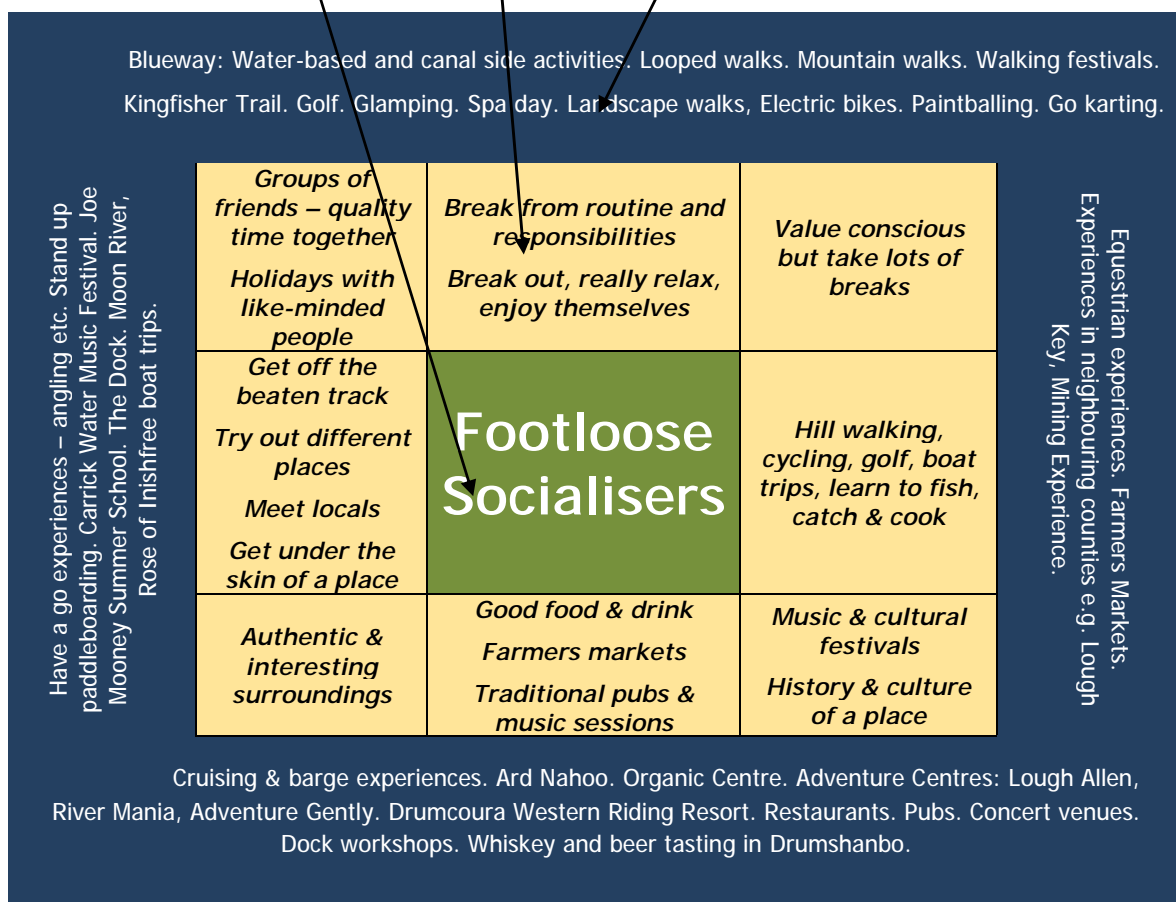 Blueway: Water-based and canal side activities. Looped walks. Mountain walks. Walking festivals.
Kingfisher Trail. Golf. Glamping. Spa day. Landscape walks, Electric bikes. Paintballing. Go karting.
Have a go experiences – angling etc. Stand up
paddleboarding. Carrick Water Music Festival. Joe
Mooney Summer School. The Dock. Moon River,
Rose of Inishfree boat trips.
Groups of
friends – quality
time together
Holidays with
like-minded
people
Break from routine and
responsibilities
Break out, really relax,
enjoy themselves
Value conscious
but take lots of
breaks
Get off the
beaten track
Try out different
places
Meet locals
Get under the
skin of a place
Footloose
Socialisers
Hill walking,
cycling, golf, boat
trips, learn to fish,
catch & cook
Authentic &
interesting
surroundings
Good food & drink
Farmers markets
Traditional pubs &
music sessions
Music & cultural
festivals
History & culture
of a place
Equestrian experiences. Farmers Markets.
Experiences in neighbouring counties e.g. Lough
Key, Mining Experience.
Cruising & barge experiences. Ard Nahoo. Organic Centre. Adventure Centres: Lough Allen,
River Mania, Adventure Gently. Drumcoura Western Riding Resort. Restaurants. Pubs. Concert venues.
Dock workshops. Whiskey and beer tasting in Drumshanbo.